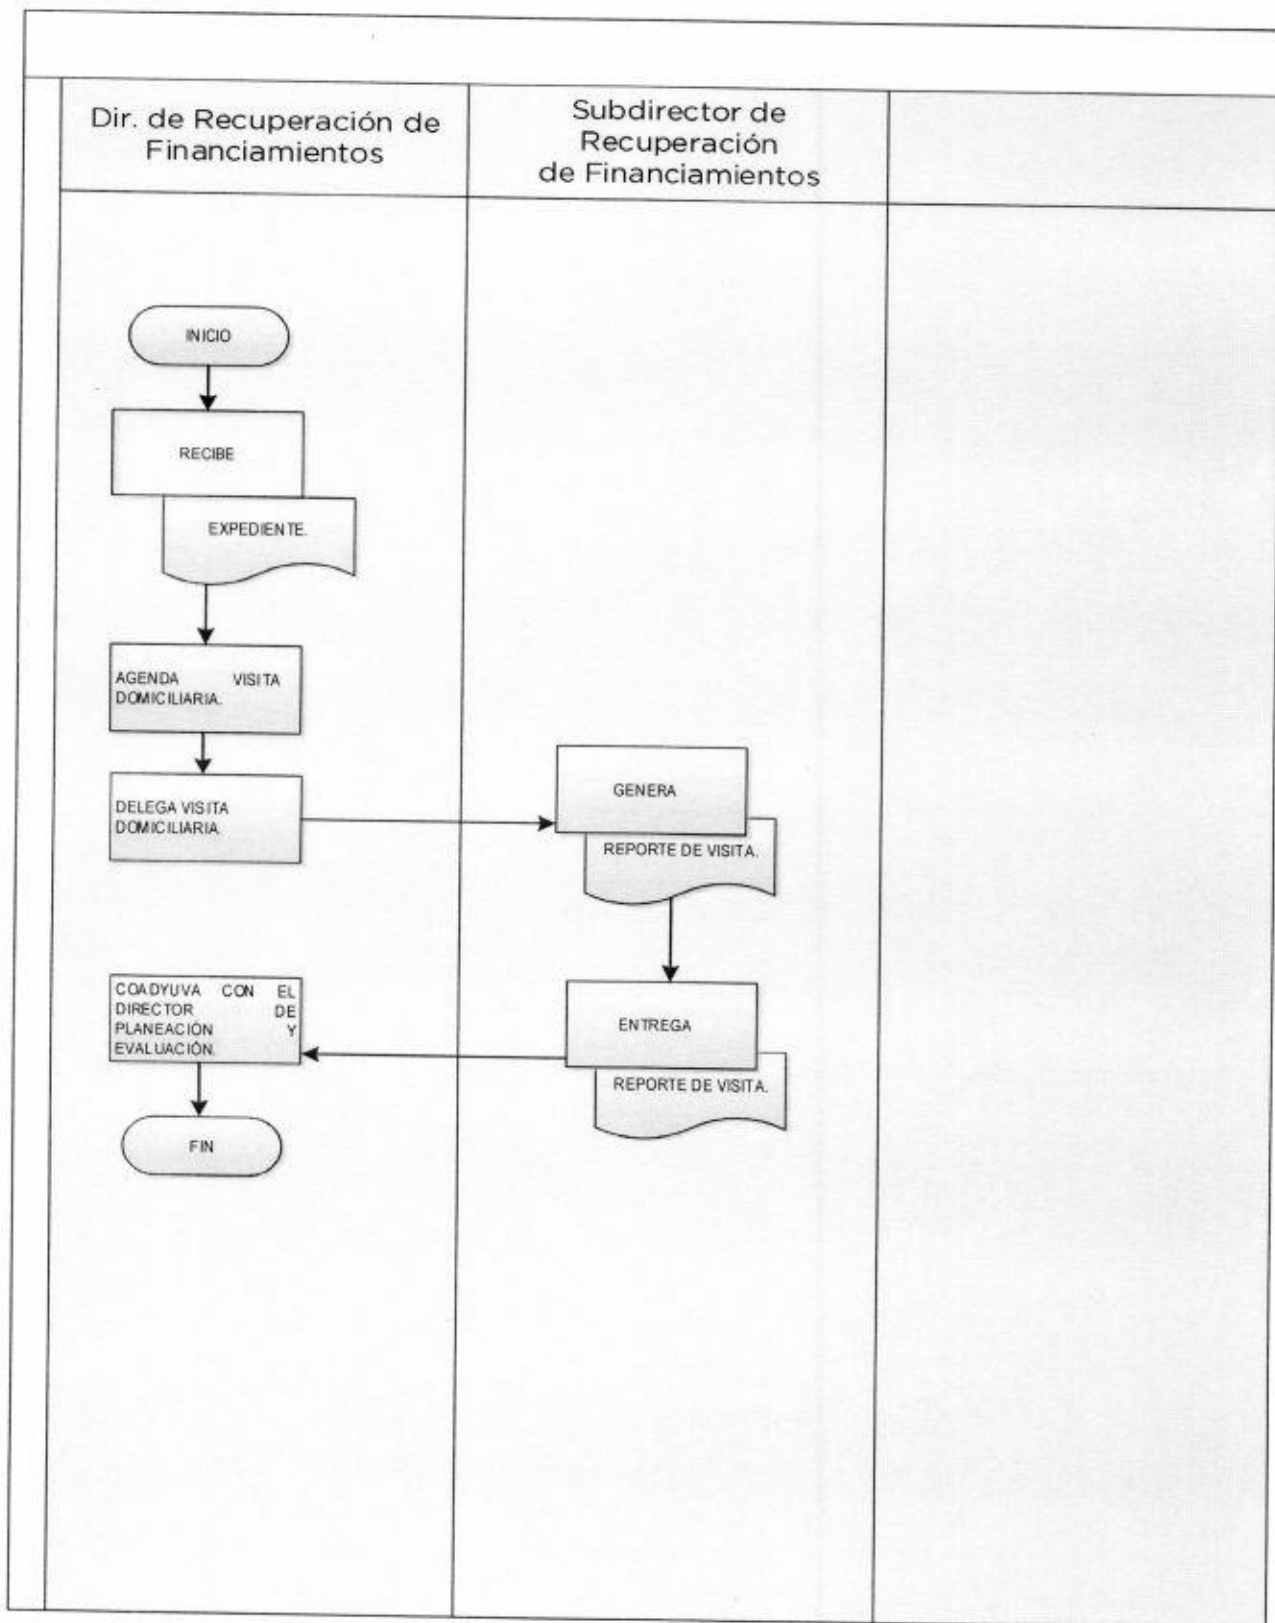 Dir. de Recuperación de
Financiamientos
Subdirector de
Recuperación
de Financiamientos
INICIO
RECIBE
EXPEDIENTE.
AGENDA VISITA
DOMICILIARIA.
DELEGA VISITA
DOMICILIARIA.
GENERA
REPORTE DE VISITA.
ENTREGA
REPORTE DE VISITA.
COADYUVA CON EL
DIRECTOR DE
PLANEACIÓN Y
EVALUACIÓN.
FIN